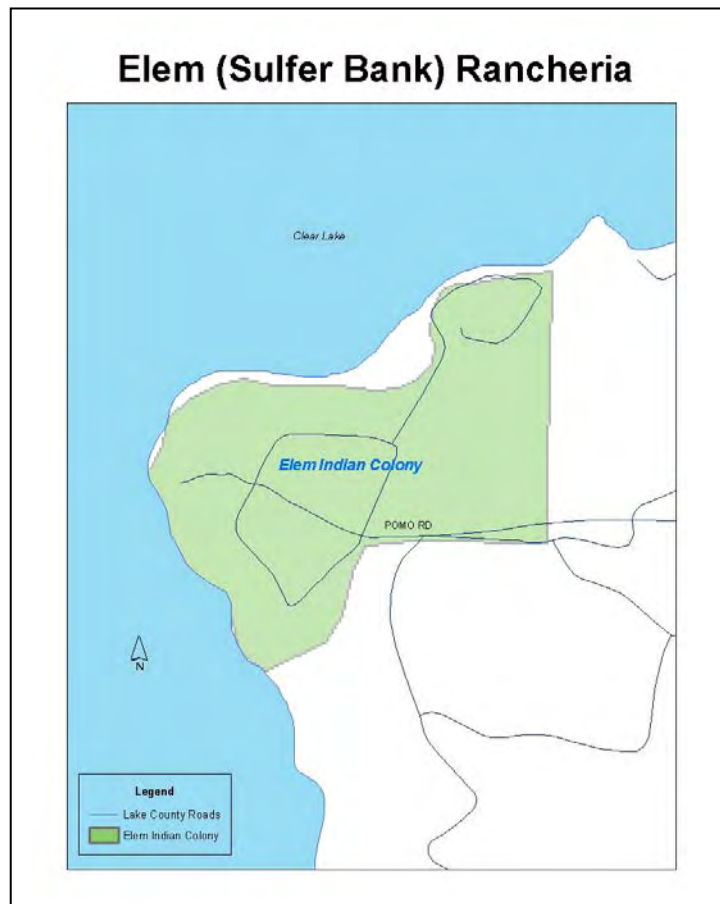 Elem (Sulfer Bank) Rancheria
Clear Lake
Elem Indian Colony
POMO RD
N
Legend
Lake County Roads
Elem Indian Colony